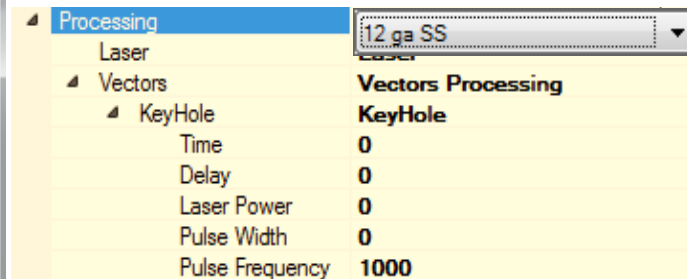 Processing 12 ga SS
Laser Laser
Vectors Vectors Processing
KeyHole KeyHole
Time 0
Delay 0
Laser Power 0
Pulse Width 0
Pulse Frequency 1000